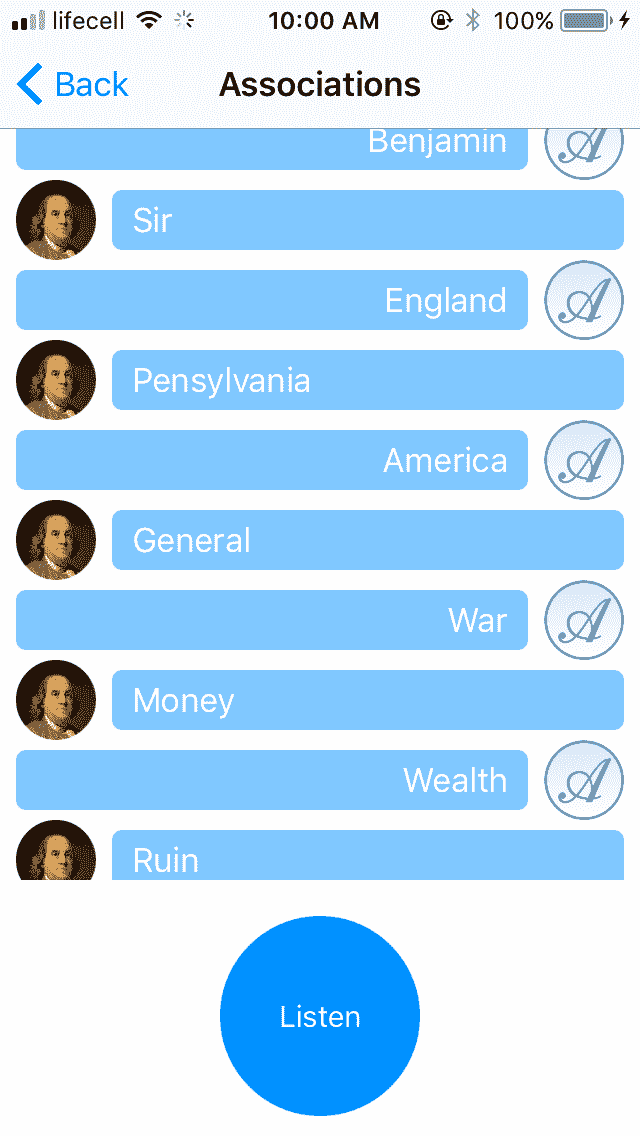 lifecell 10:00 AM 100%
Back Associations
Benjamin
Sir
England
A
Pensylvania
America
A
General
War
A
Money
Wealth
A
Ruin
Listen